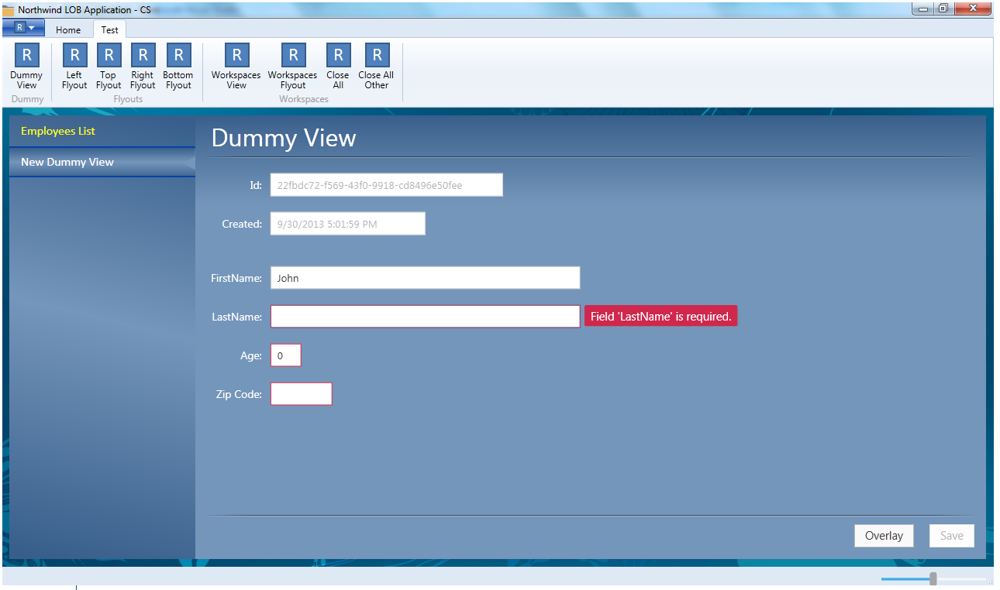 Northwind LOB Application - CS
R
Home
Test
R
R
R
R
R
R
R
R
R
Dummy View
Left Flyout
Top Flyout
Right Flyout
Bottom Flyout
Workspaces View
Workspaces Flyout
Close All
Close All Other
Dummy
Flyouts
Workspaces
Employees List
New Dummy View
Dummy View
Id: 22fbdc72-f569-43f0-9918-cd8496e50fee
Created: 9/30/2013 5:01:59 PM
FirstName: John
LastName: Field 'LastName' is required.
Age: 0
Zip Code:
Overlay
Save